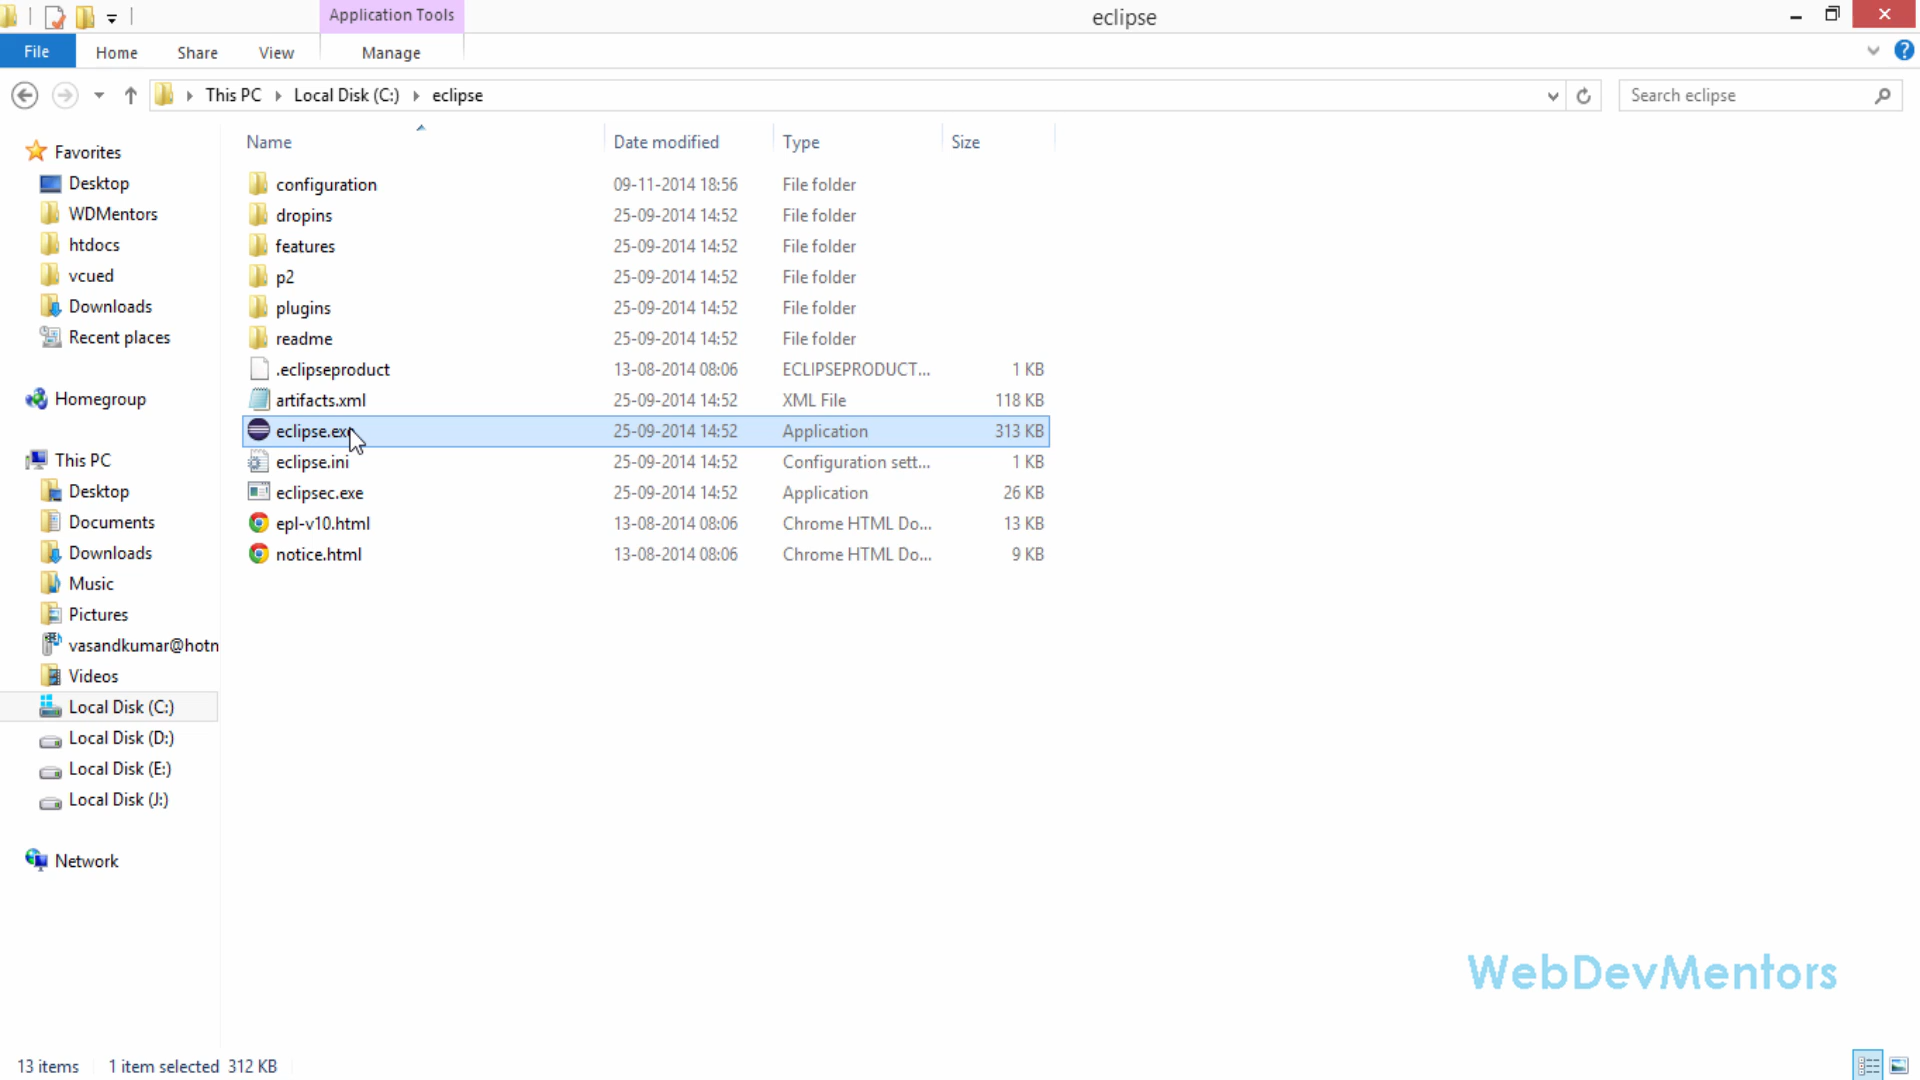 Application Tools
eclipse
File
Home
Share
View
Manage
This PC
Local Disk (C:)
eclipse
Search eclipse
Name
Date modified
Type
Size
Favorites
Desktop
WDMentors
htdocs
vcued
Downloads
Recent places
Homegroup
This PC
Desktop
Documents
Downloads
Music
Pictures
vasandkumar@hotn
Videos
Local Disk (C:)
Local Disk (D:)
Local Disk (E:)
Local Disk (J:)
Network
configuration 09-11-2014 18:56 File folder
dropins 25-09-2014 14:52 File folder
features 25-09-2014 14:52 File folder
p2 25-09-2014 14:52 File folder
plugins 25-09-2014 14:52 File folder
readme 25-09-2014 14:52 File folder
.eclipseproduct 13-08-2014 08:06 ECLIPSEPRODUCT... 1 KB
artifacts.xml 25-09-2014 14:52 XML File 118 KB
eclipse.exe 25-09-2014 14:52 Application 313 KB
eclipse.ini 25-09-2014 14:52 Configuration sett... 1 KB
eclipsec.exe 25-09-2014 14:52 Application 26 KB
epl-v10.html 13-08-2014 08:06 Chrome HTML Do... 13 KB
notice.html 13-08-2014 08:06 Chrome HTML Do... 9 KB
WebDevMentors
13 items 1 item selected 312 KB